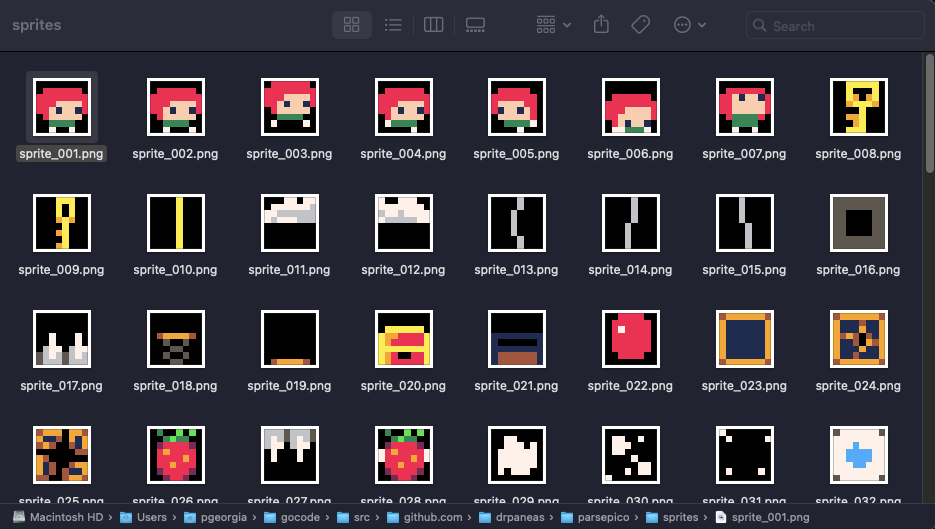 sprites
Search
sprite_001.png sprite_002.png sprite_003.png sprite_004.png sprite_005.png sprite_006.png sprite_007.png sprite_008.png
sprite_009.png sprite_010.png sprite_011.png sprite_012.png sprite_013.png sprite_014.png sprite_015.png sprite_016.png
sprite_017.png sprite_018.png sprite_019.png sprite_020.png sprite_021.png sprite_022.png sprite_023.png sprite_024.png
sprite_025.png sprite_026.png sprite_027.png sprite_028.png sprite_029.png sprite_030.png sprite_031.png sprite_032.png
Macintosh HD › Users › pgeorgia › gocode › src › github.com › drpaneas › parsepico › sprites › sprite_001.png